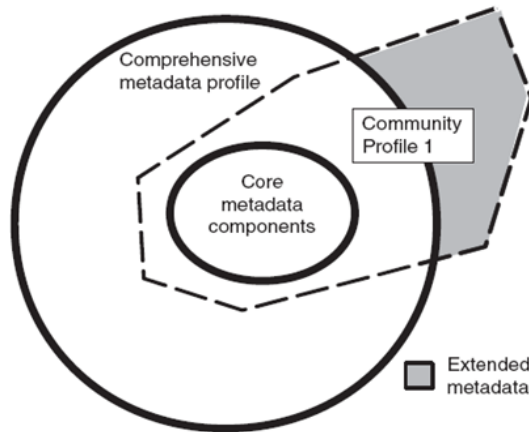 Comprehensive
metadata profile
Community
Profile 1
Core
metadata
components
Extended
metadata